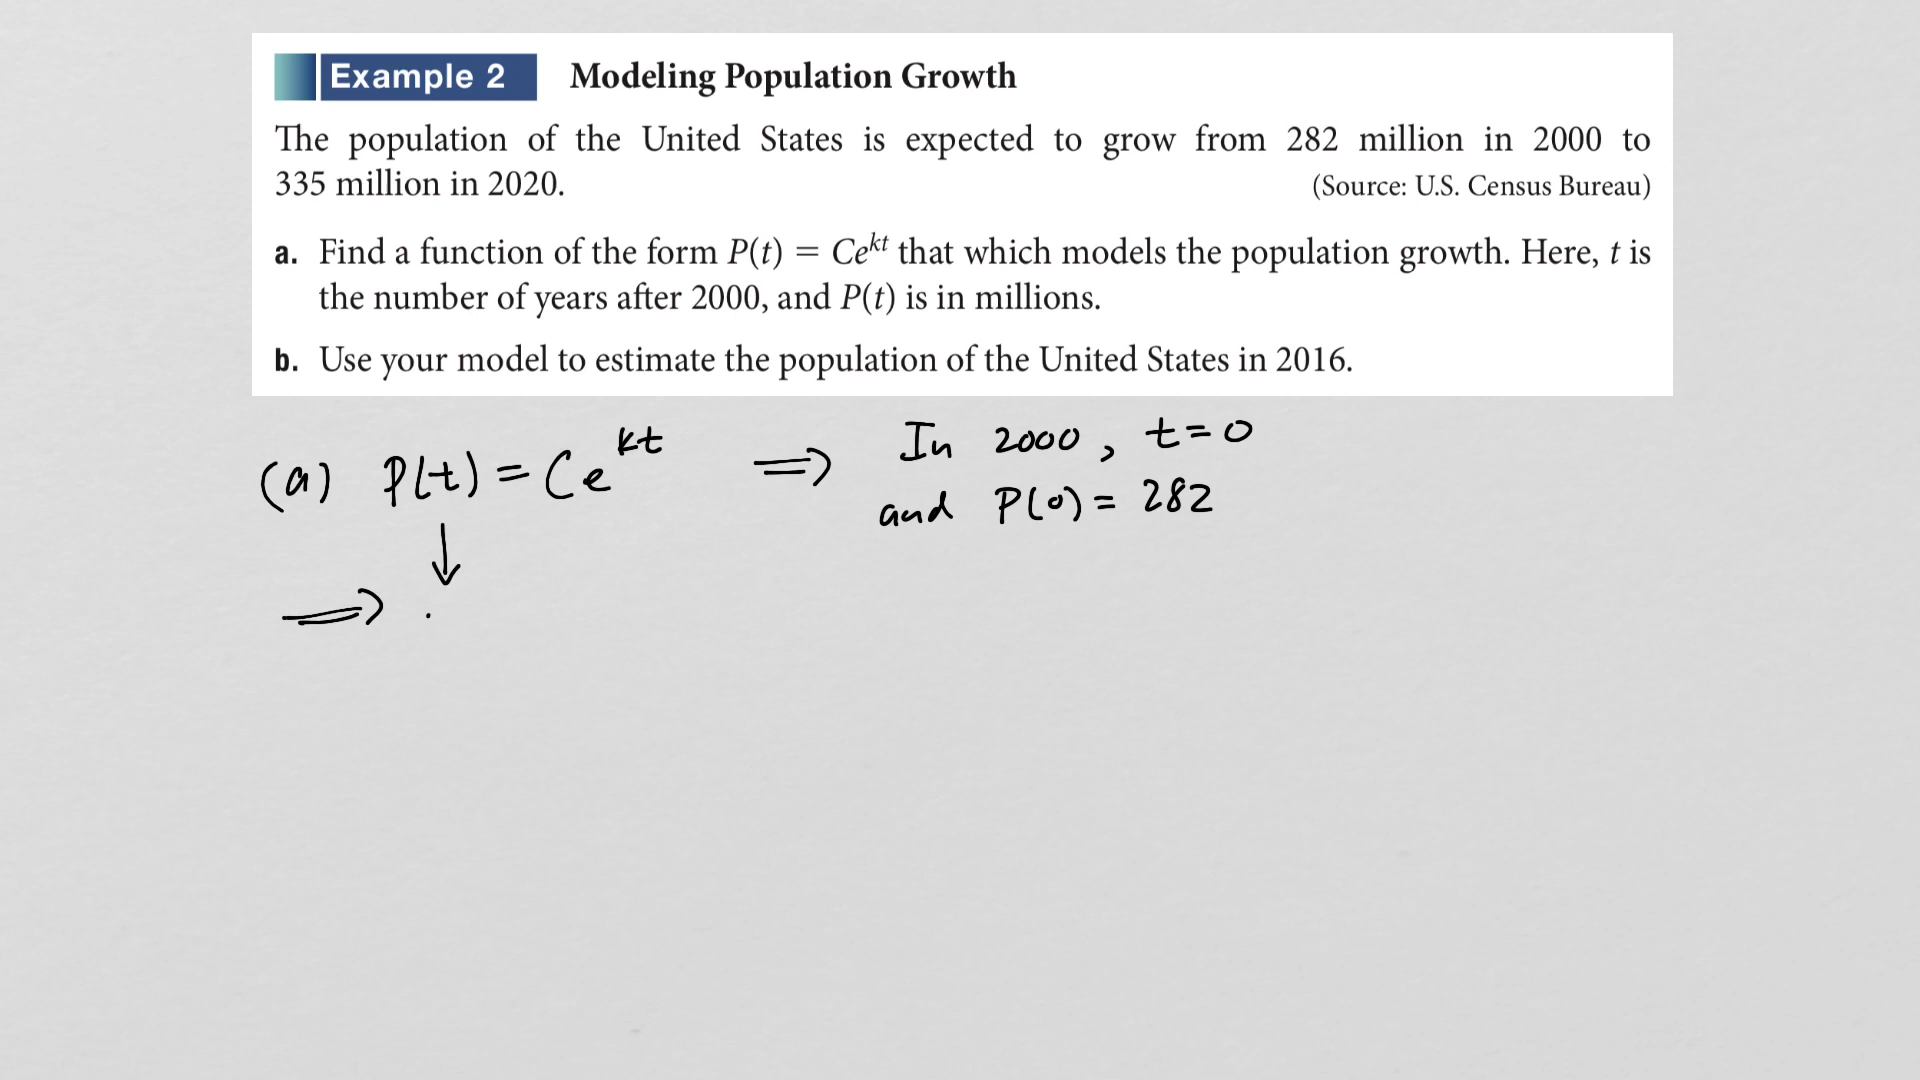 Example 2 Modeling Population Growth
The population of the United States is expected to grow from 282 million in 2000 to
335 million in 2020. (Source: U.S. Census Bureau)
a. Find a function of the form P(t) = Ce^{kt} that which models the population growth. Here, t is
the number of years after 2000, and P(t) is in millions.
b. Use your model to estimate the population of the United States in 2016.
(a) P(t) = Ce^{kt} ⟹ In 2000, t=0
and P(0) = 282
↓
⟹ .